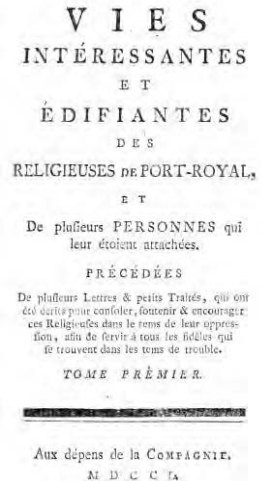 VIES
INTÉRESSANTES
ET
ÉDIFIANTES
DES
RELIGIEUSES DE PORT-ROYAL,
ET
De plusieurs PERSONNES qui
leur étoient attachées.
PRÉCÉDÉES
De plusieurs Lettres & petits Traités, qui ont
été écrits pour consoler, soutenir & encourager
ces Religieuses dans le tems de leur oppres-
sion, afin de servir à tous les fidéles qui
se trouvent dans les tems de trouble.
TOME PRÈMIER.
Aux dépens de la COMPAGNIE,
M D C C L